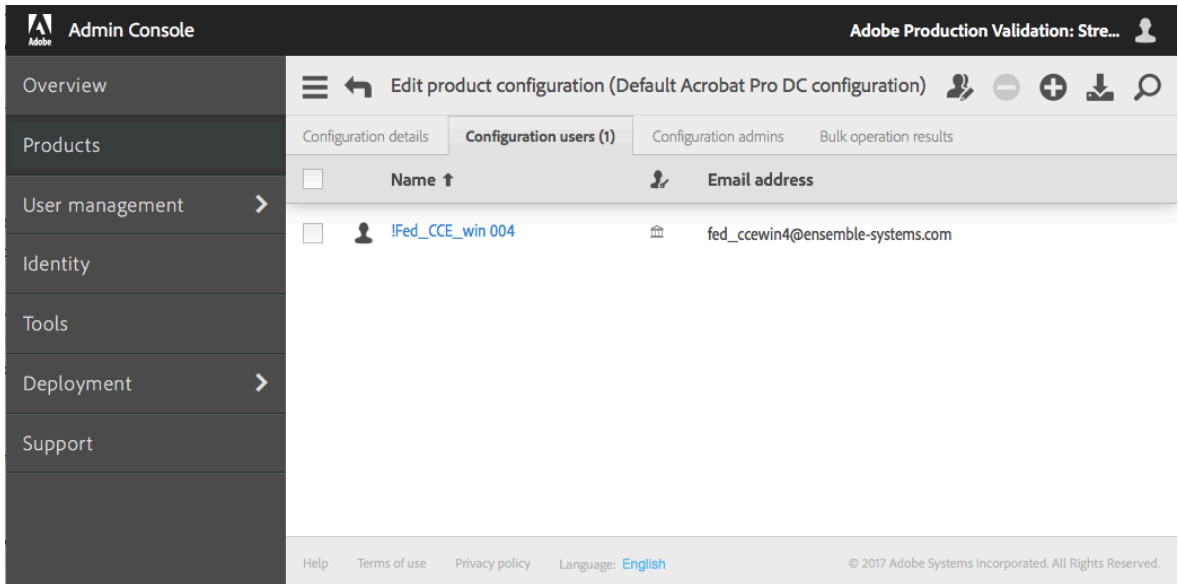 Adobe
Admin Console
Adobe Production Validation: Stre...
Overview
Products
User management
Identity
Tools
Deployment
Support
Edit product configuration (Default Acrobat Pro DC configuration)
Configuration details
Configuration users (1)
Configuration admins
Bulk operation results
Name
Email address
!Fed_CCE_win 004
fed_ccewin4@ensemble-systems.com
Help
Terms of use
Privacy policy
Language: English
© 2017 Adobe Systems Incorporated. All Rights Reserved.